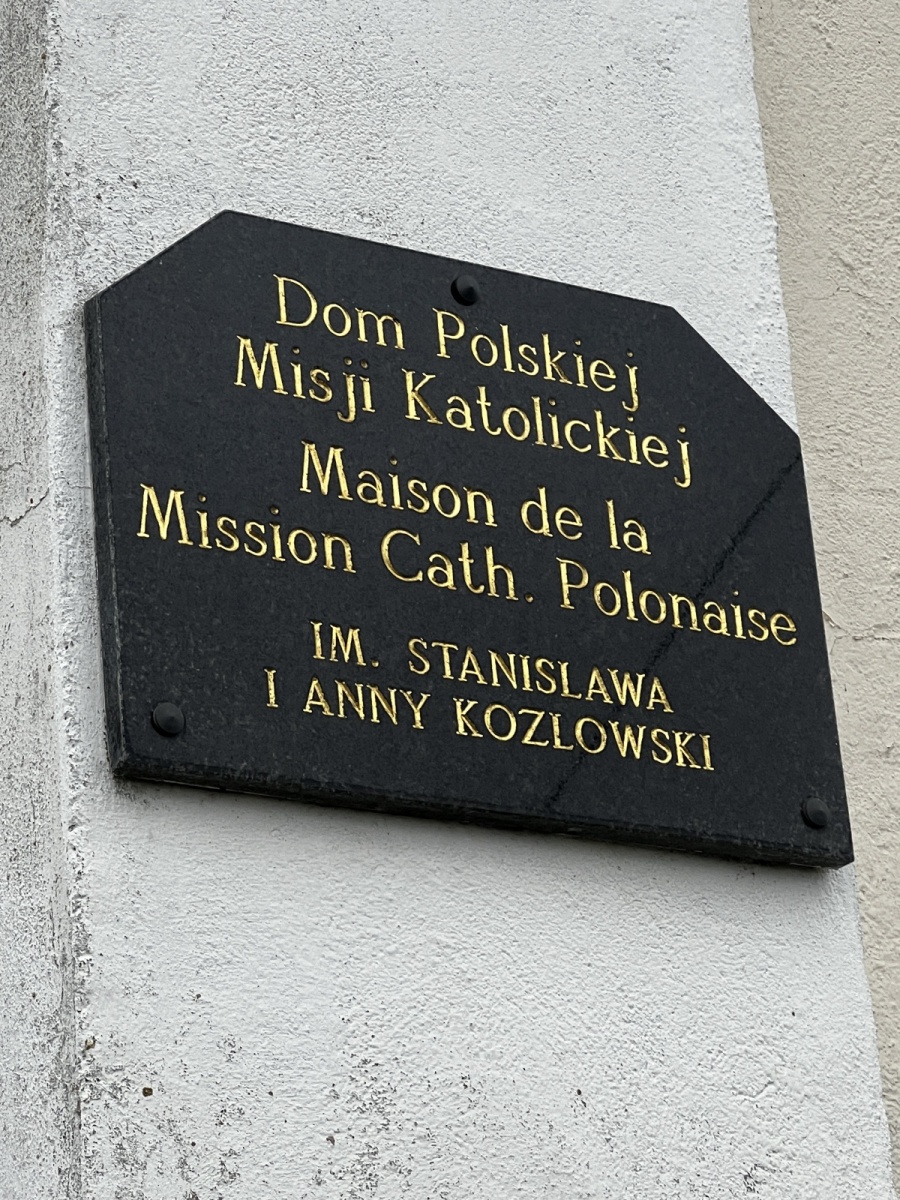 Dom Polskiej
Misji Katolickiej
Maison de la
Mission Cath. Polonaise
IM. STANISLAWA
I ANNY KOZLOWSKI